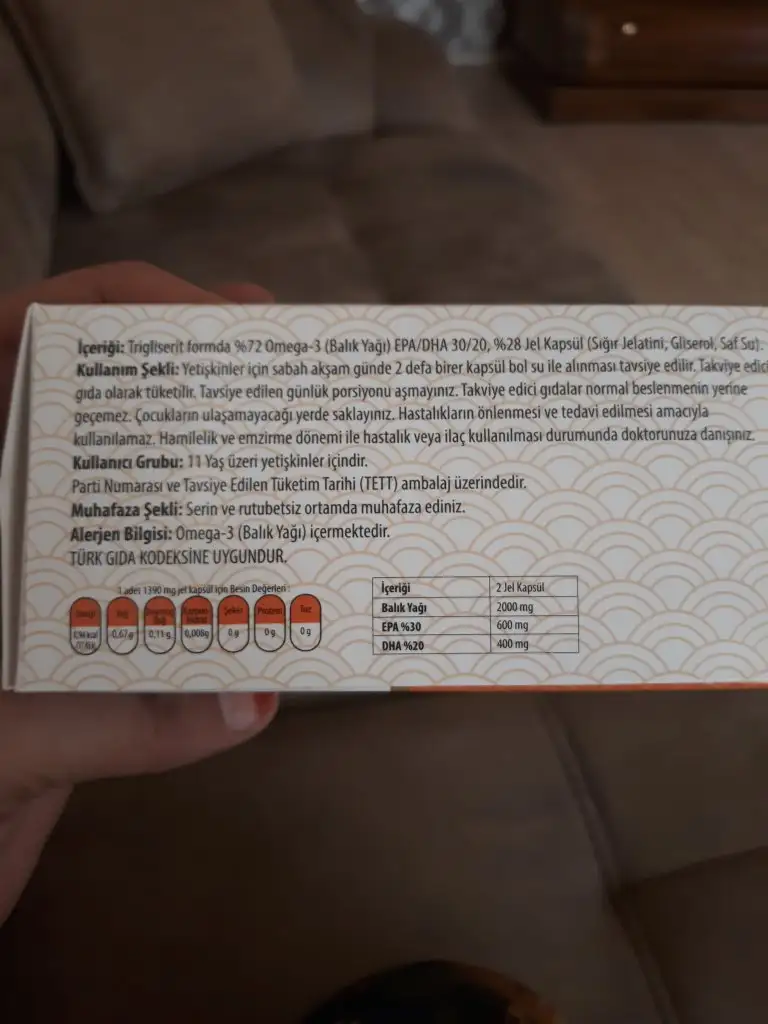 İçeriği: Trigliserit formda %72 Omega-3 (Balık Yağı) EPA/DHA 30/20, %28 Jel Kapsül (Sığır Jelatini, Gliserol, Saf Su).
Kullanım Şekli: Yetişkinler için sabah akşam günde 2 defa birer kapsül bol su ile alınması tavsiye edilir. Takviye edici
gıda olarak tüketilir. Tavsiye edilen günlük porsiyonu aşmayınız. Takviye edici gıdalar normal beslenmenin yerine
geçemez. Çocukların ulaşamayacağı yerde saklayınız. Hastalıkların önlenmesi ve tedavi edilmesi amacıyla
kullanılamaz. Hamilelik ve emzirme dönemi ile hastalık veya ilaç kullanılması durumunda doktorunuza danışınız.
Kullanıcı Grubu: 11 Yaş üzeri yetişkinler içindir.
Parti Numarası ve Tavsiye Edilen Tüketim Tarihi (TETT) ambalaj üzerindedir.
Muhafaza Şekli: Serin ve rutubetsiz ortamda muhafaza ediniz.
Alerjen Bilgisi: Omega-3 (Balık Yağı) içermektedir.
TÜRK GIDA KODEKSİNE UYGUNDUR.
1 adet 1390 mg jel kapsül için Besin Değerleri :
Enerji Yağ Doymuş Yağ Karbonhidrat Şeker Protein Tuz
0,67g 0,11 g 0,008g 0 g 0 g 0 g
İçeriği 2 Jel Kapsül
Balık Yağı 2000 mg
EPA %30 600 mg
DHA %20 400 mg